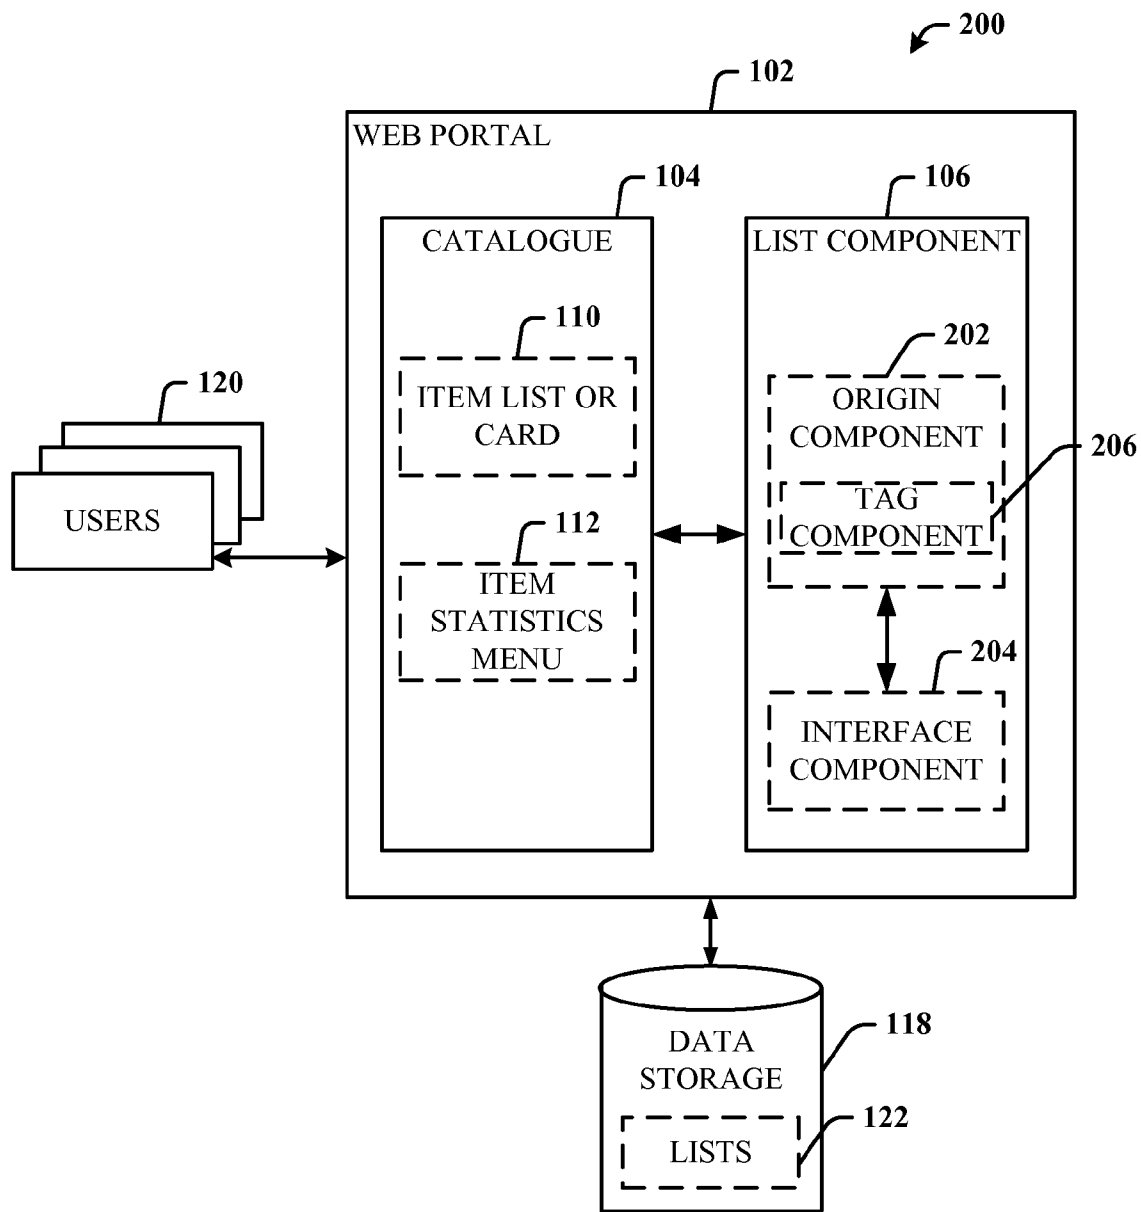 200
102
WEB PORTAL
104
106
CATALOGUE
LIST COMPONENT
110
202
ITEM LIST OR
CARD
ORIGIN
COMPONENT
206
120
TAG
COMPONENT
USERS
112
ITEM
STATISTICS
MENU
204
INTERFACE
COMPONENT
118
DATA
STORAGE
122
LISTS